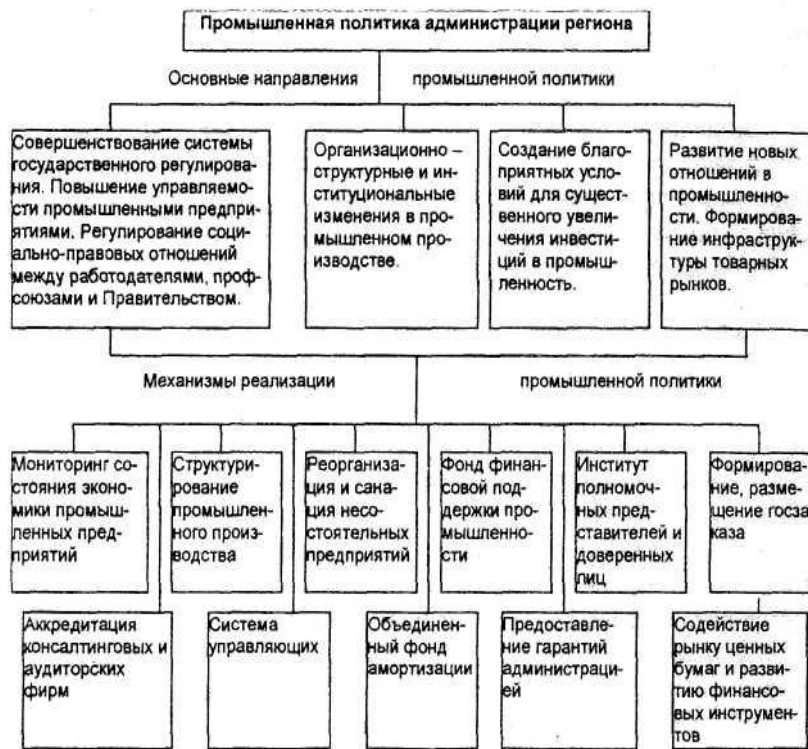 Промышленная политика администрации региона
Основные направления промышленной политики
Совершенствование системы
государственного регулирова-
ния. Повышение управляемо-
сти промышленными предпри-
ятиями. Регулирование соци-
ально-правовых отношений
между работодателями, проф-
союзами и Правительством.
Организационно –
структурные и ин-
ституциональные
изменения в про-
мышленном про-
изводстве.
Создание благо-
приятных усло-
вий для сущест-
венного увели-
чения инвести-
ций в промыш-
ленность.
Развитие новых
отношений в
промышленно-
сти. Формирова-
ние инфраструк-
туры товарных
рынков.
Механизмы реализации промышленной политики
Мониторинг со-
стояния эконо-
мики промыш-
ленных пред-
приятий
Структури-
рование
промышлен-
ного произ-
водства
Реорганиза-
ция и сана-
ция несо-
стоятельных
предприятий
Фонд финан-
совой под-
держки про-
мышленно-
сти
Институт
полномоч-
ных пред-
ставителей и
доверенных
лиц
Формирова-
ние, разме-
щение госза
каза
Аккредитация
консалтинговых и
аудиторских
фирм
Система
управляющих
Объединен-
ный фонд
амортизации
Предоставле-
ние гарантий
администраци-
ей
Содействие
рынку ценных
бумаг и разви-
тию финансо-
вых инструмен-
тов